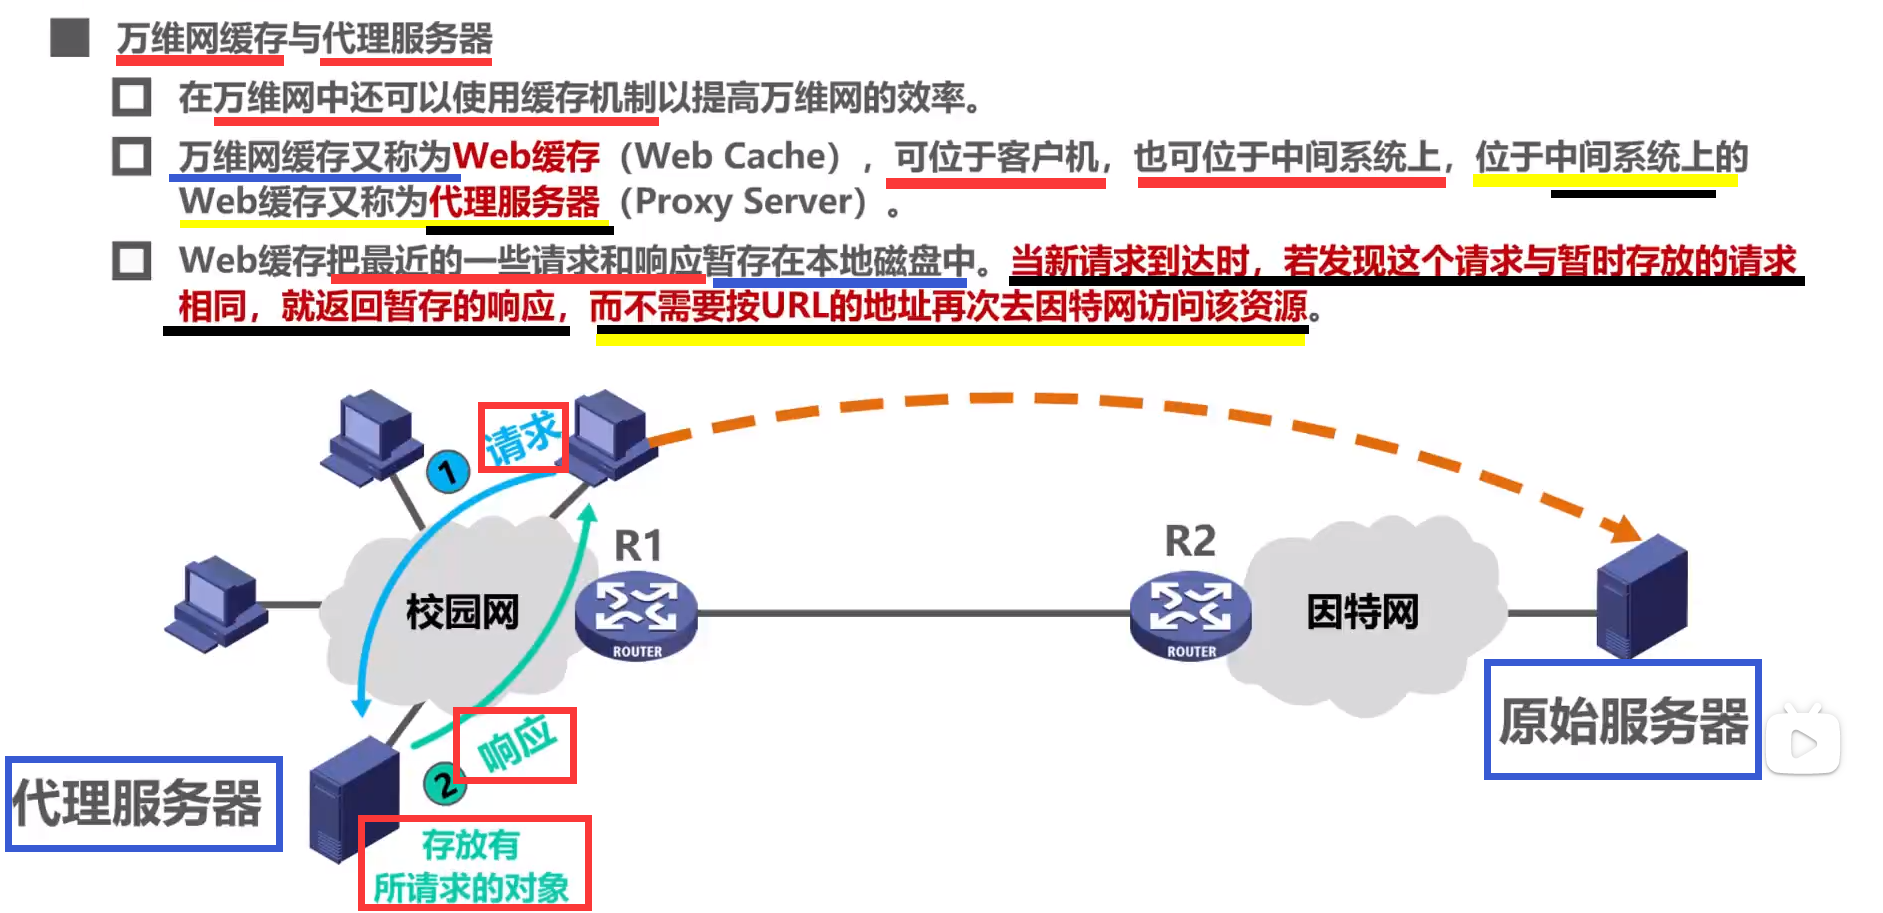 万维网缓存与代理服务器
在万维网中还可以使用缓存机制以提高万维网的效率。
万维网缓存又称为Web缓存（Web Cache），可位于客户机，也可位于中间系统上，位于中间系统上的
Web缓存又称为代理服务器（Proxy Server）。
Web缓存把最近的一些请求和响应暂存在本地磁盘中。当新请求到达时，若发现这个请求与暂时存放的请求
相同，就返回暂存的响应，而不需要按URL的地址再次去因特网访问该资源。
1
请求
R1
R2
校园网
ROUTER
ROUTER
因特网
原始服务器
响应
2
代理服务器
存放有
所请求的对象